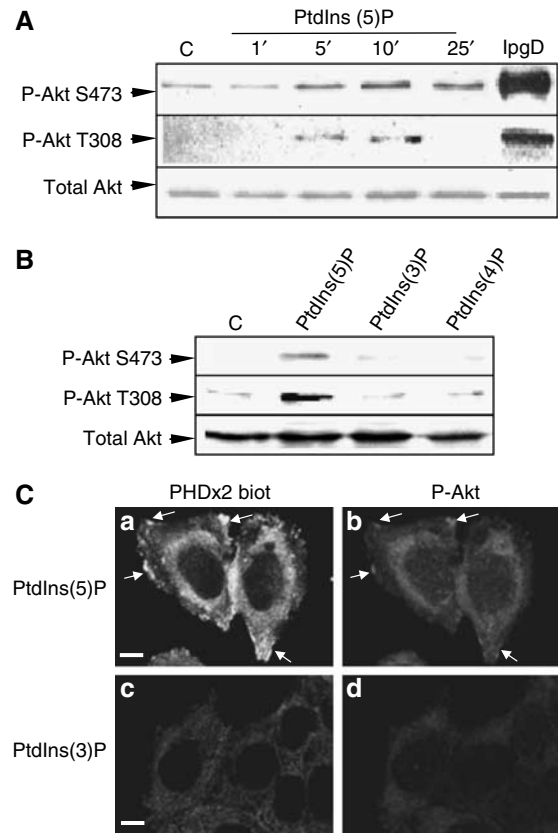 A
PtdIns (5)P
C 1′ 5′ 10′ 25′ IpgD
P-Akt S473
P-Akt T308
Total Akt
B
C PtdIns(5)P PtdIns(3)P PtdIns(4)P
P-Akt S473
P-Akt T308
Total Akt
C
PHDx2 biot P-Akt
a b
PtdIns(5)P
c d
PtdIns(3)P